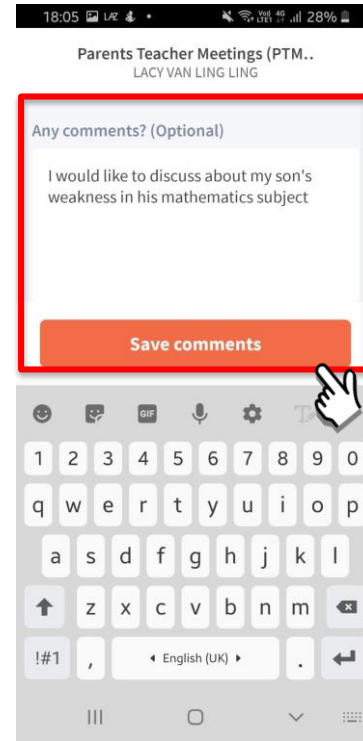 18:05 4G 28%
Parents Teacher Meetings (PTM..
LACY VAN LING LING
Any comments? (Optional)
I would like to discuss about my son's
weakness in his mathematics subject
Save comments
GIF
1 2 3 4 5 6 7 8 9 0
q w e r t y u i o p
a s d f g h j k l
z x c v b n m
!#1 , English (UK) .